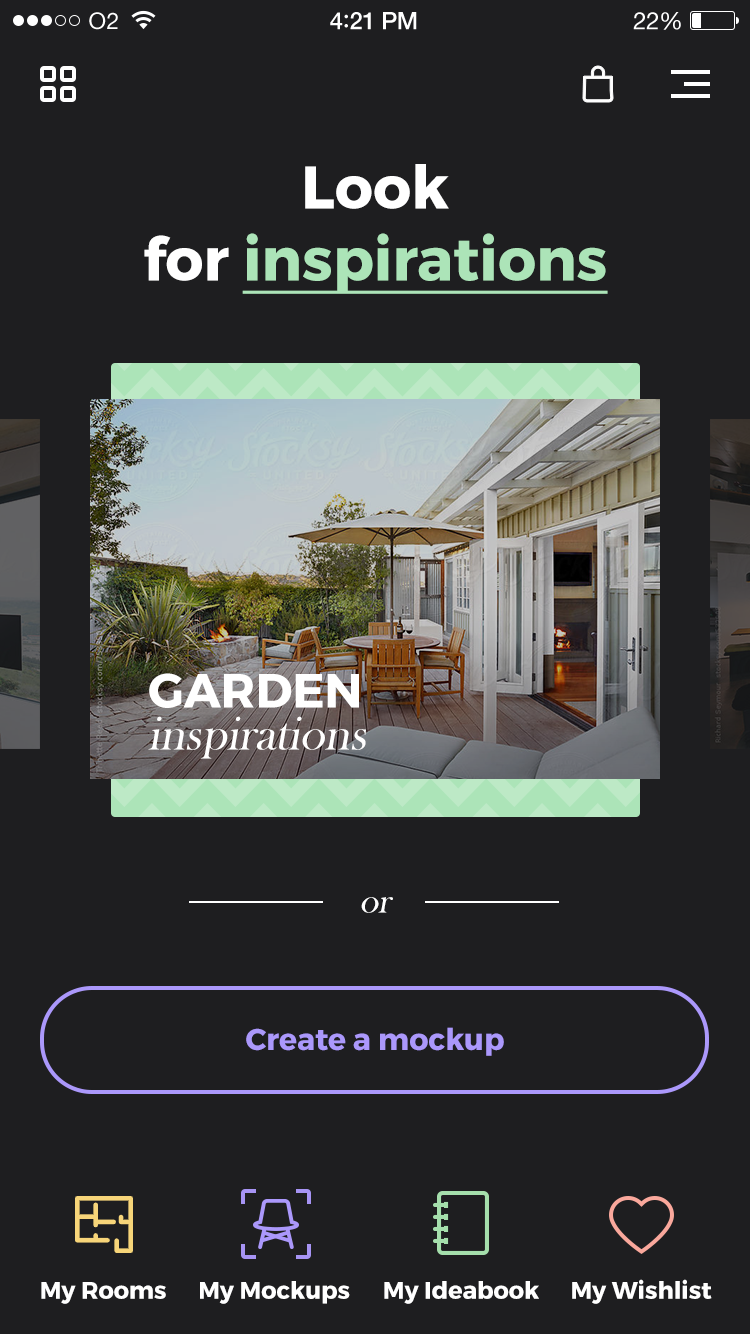 O2 4:21 PM 22%
Look
for inspirations
Stocksy
GARDEN
inspirations
or
Create a mockup
My Rooms My Mockups My Ideabook My Wishlist